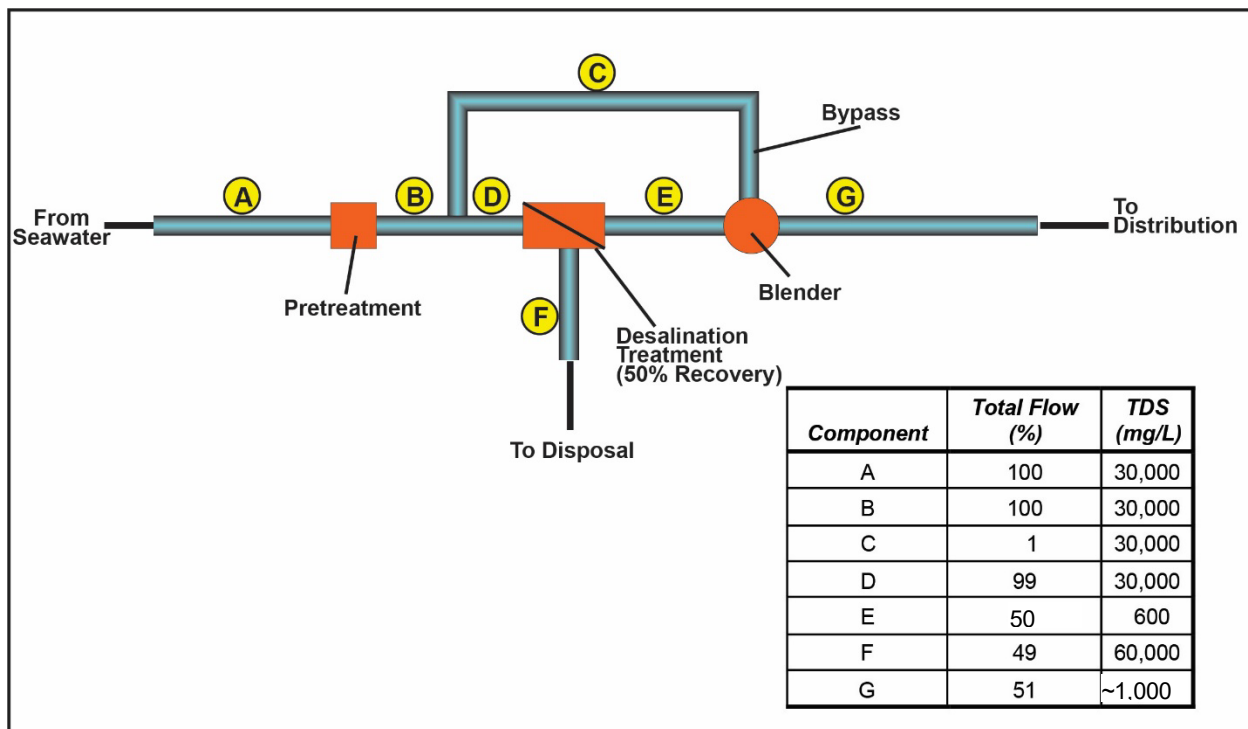 C
Bypass
A
B
D
E
G
From
Seawater
To
Distribution
Pretreatment
Blender
F
Desalination
Treatment
(50% Recovery)
To Disposal
Component Total Flow (%) TDS (mg/L)
A 100 30,000
B 100 30,000
C 1 30,000
D 99 30,000
E 50 600
F 49 60,000
G 51 ~1,000